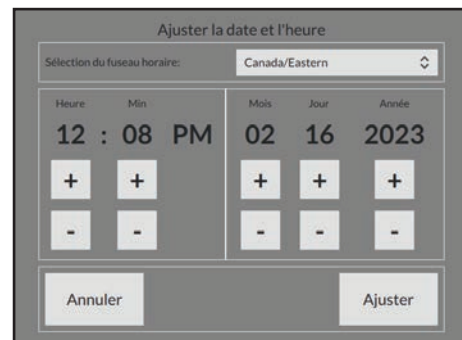 Ajuster la date et l'heure
Sélection du fuseau horaire: Canada/Eastern
Heure Min Mois Jour Année
12 : 08 PM 02 16 2023
+ + + + +
- - - - -
Annuler Ajuster